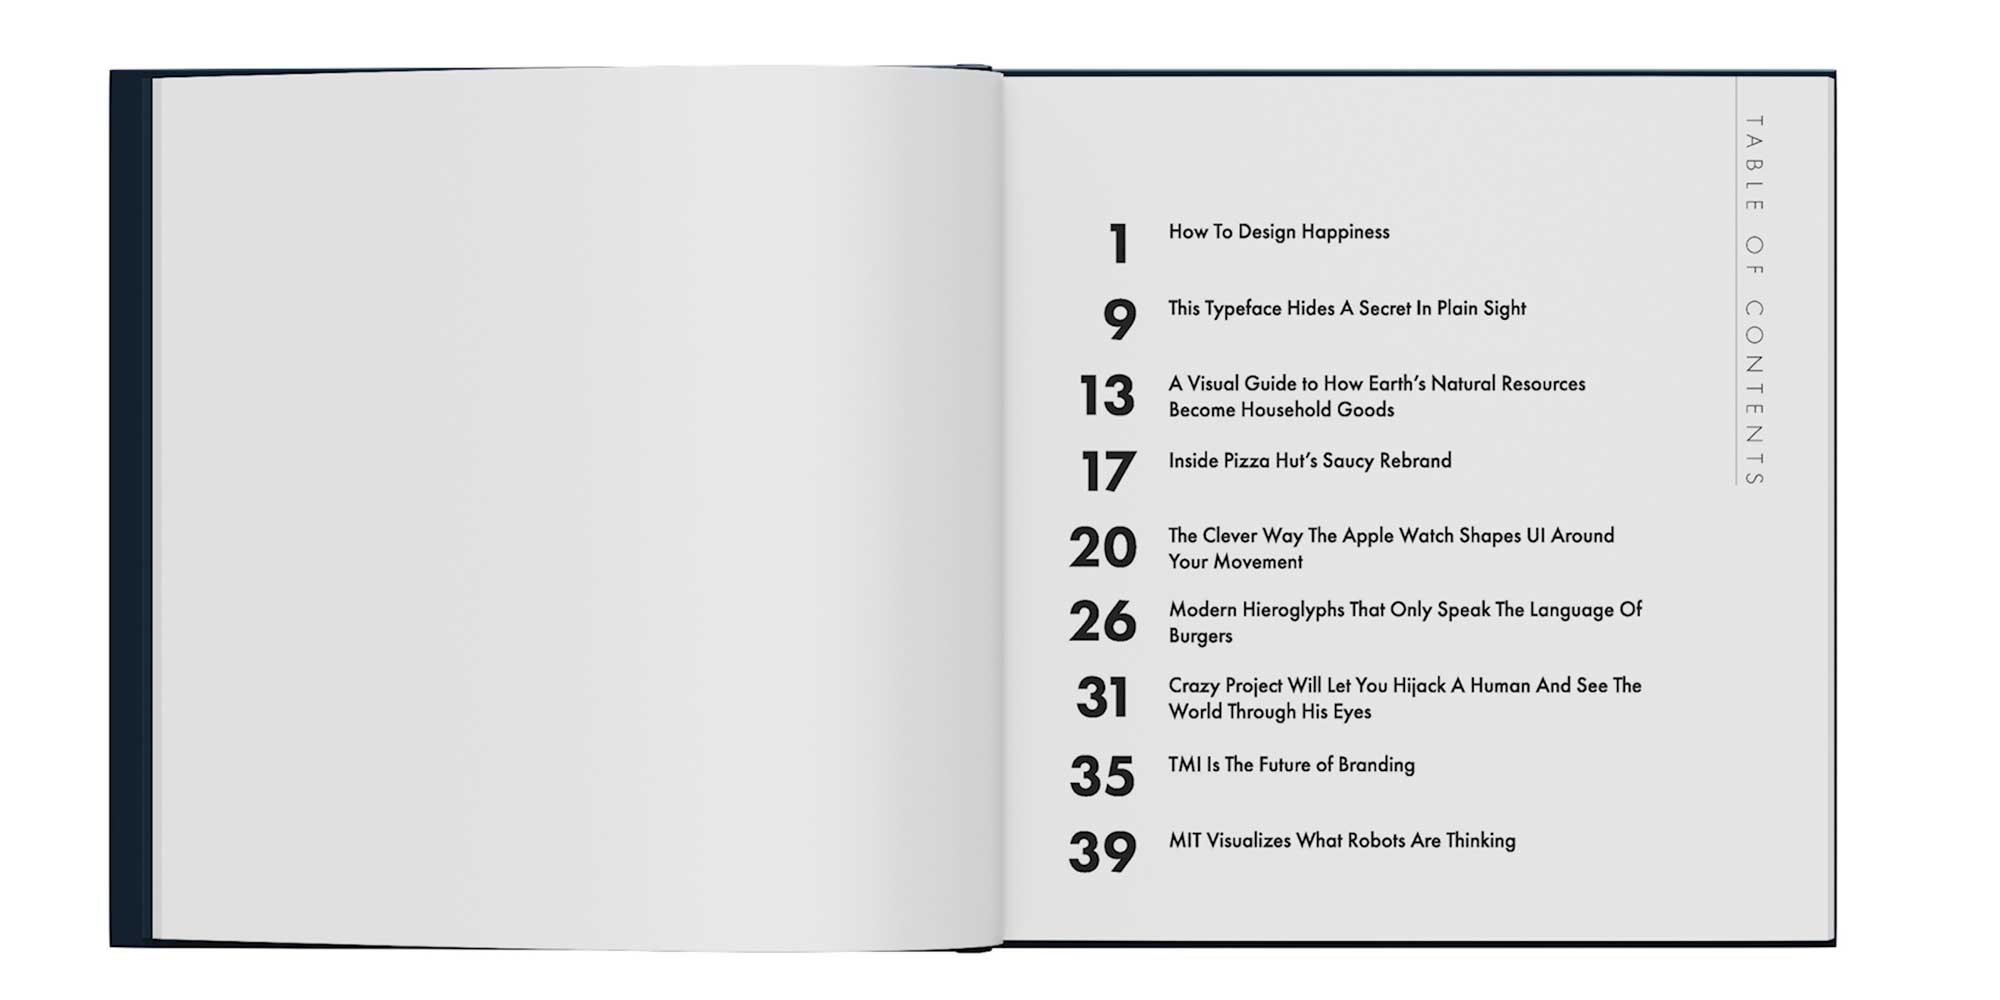 TABLE OF CONTENTS
1 How To Design Happiness
9 This Typeface Hides A Secret In Plain Sight
13 A Visual Guide to How Earth’s Natural Resources
Become Household Goods
17 Inside Pizza Hut’s Saucy Rebrand
20 The Clever Way The Apple Watch Shapes UI Around
Your Movement
26 Modern Hieroglyphs That Only Speak The Language Of
Burgers
31 Crazy Project Will Let You Hijack A Human And See The
World Through His Eyes
35 TMI Is The Future of Branding
39 MIT Visualizes What Robots Are Thinking